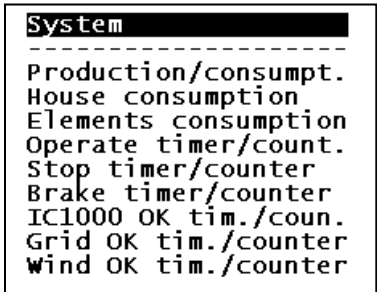 System
--------------------
Production/consumpt.
House consumption
Elements consumption
Operate timer/count.
Stop timer/counter
Brake timer/counter
IC1000 OK tim./coun.
Grid OK tim./counter
Wind OK tim./counter